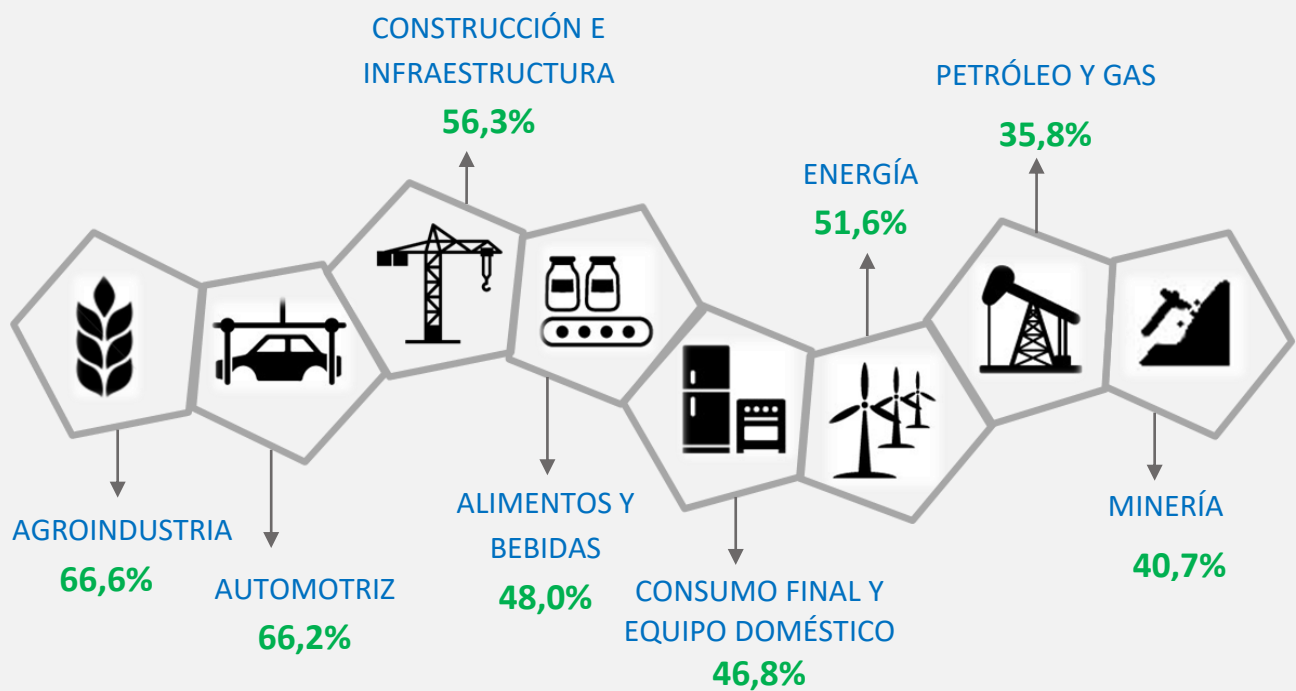 CONSTRUCCIÓN E
INFRAESTRUCTURA
56,3%
PETRÓLEO Y GAS
35,8%
ENERGÍA
51,6%
AGROINDUSTRIA
66,6%
AUTOMOTRIZ
66,2%
ALIMENTOS Y
BEBIDAS
48,0%
CONSUMO FINAL Y
EQUIPO DOMÉSTICO
46,8%
MINERÍA
40,7%